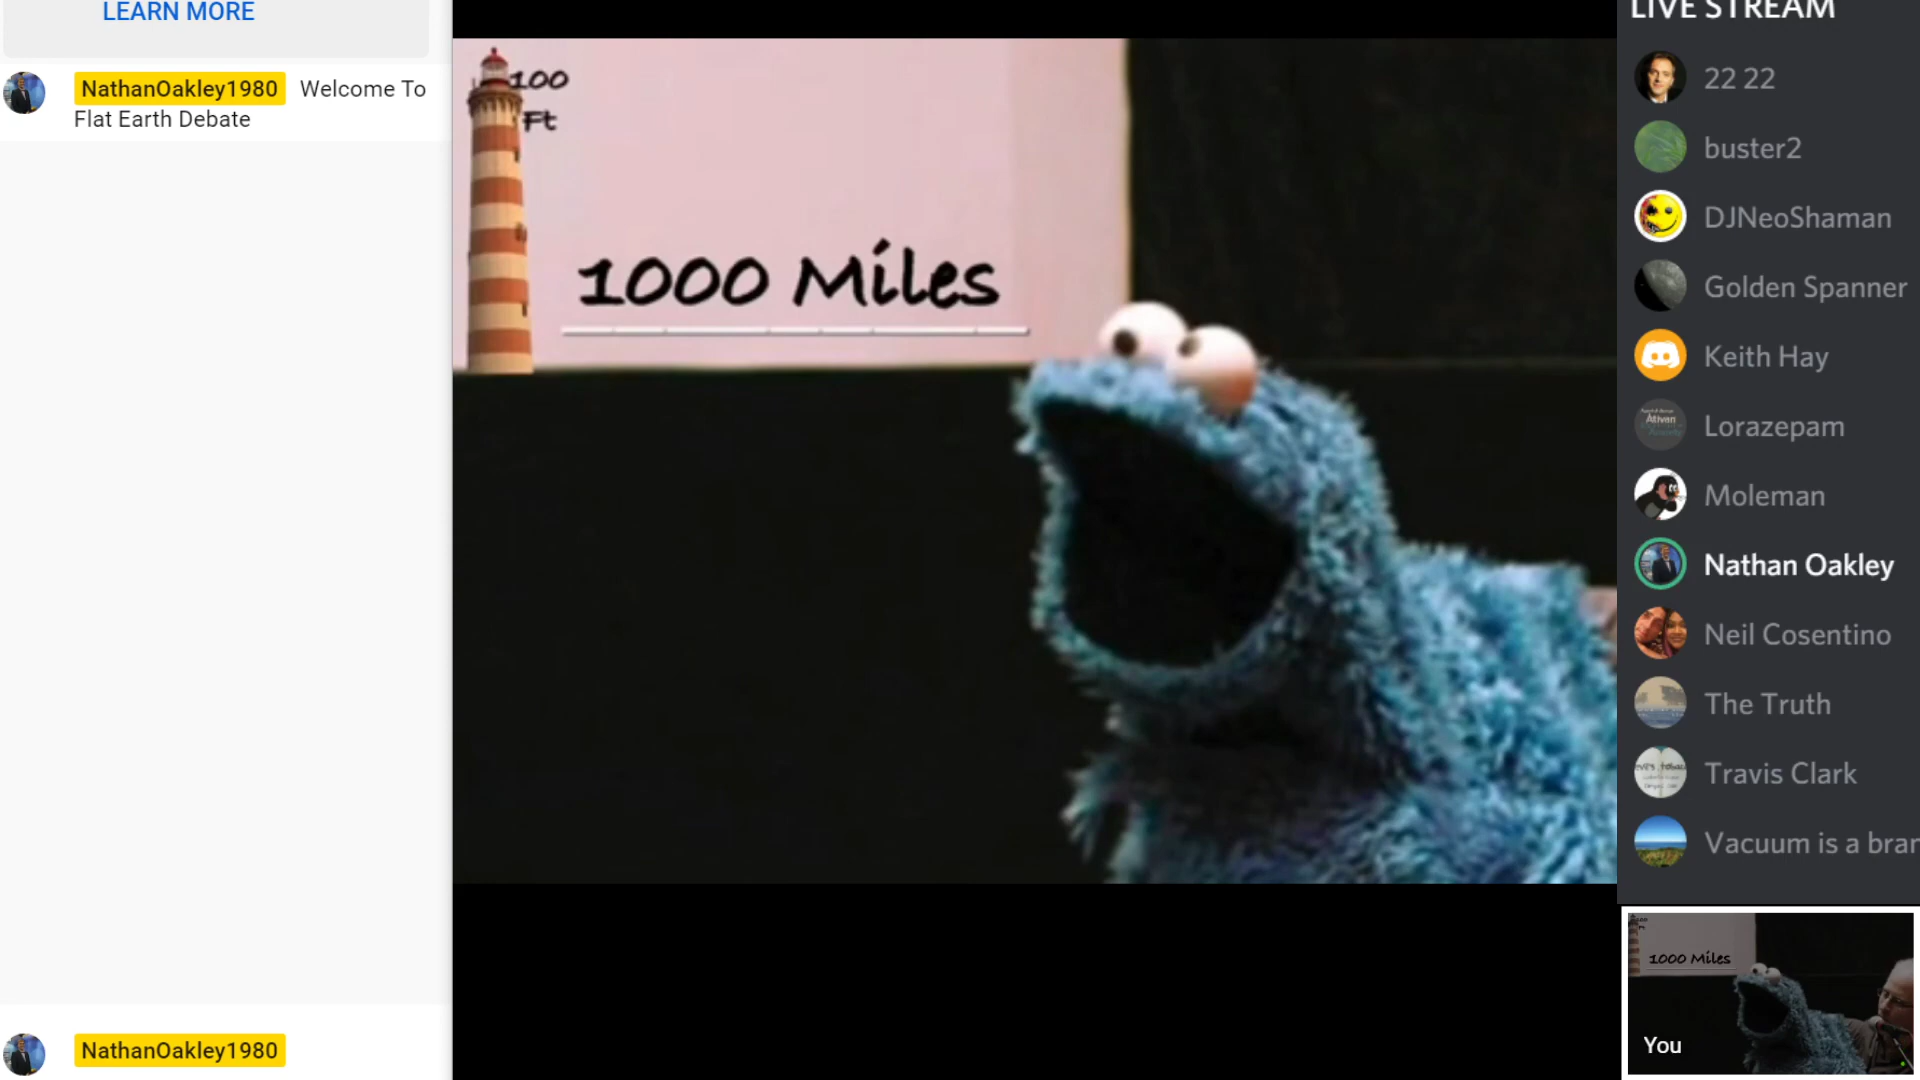 LEARN MORE
NathanOakley1980 Welcome To
Flat Earth Debate
NathanOakley1980
100
Ft
1000 Miles
LIVE STREAM
22 22
buster2
DJNeoShaman
Golden Spanner
Keith Hay
Ativan
Lorazepam
Moleman
Nathan Oakley
Neil Cosentino
The Truth
Travis Clark
Vacuum is a
1000 Miles
You